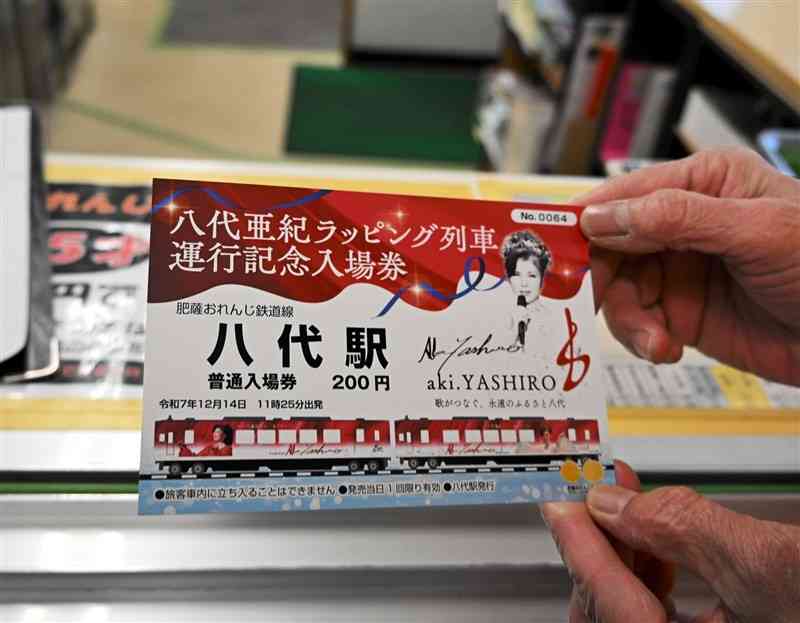 No.0064
八代亜紀ラッピング列車
運行記念入場券
肥薩おれんじ鉄道線
八代駅
普通入場券 200円
aki.YASHIRO
歌がつなぐ、永遠のふるさと八代
令和7年12月14日 11時25分出発
●旅客車内に立ち入ることはできません ●発売当日1回限り有効 ●八代駅発行
れんじ